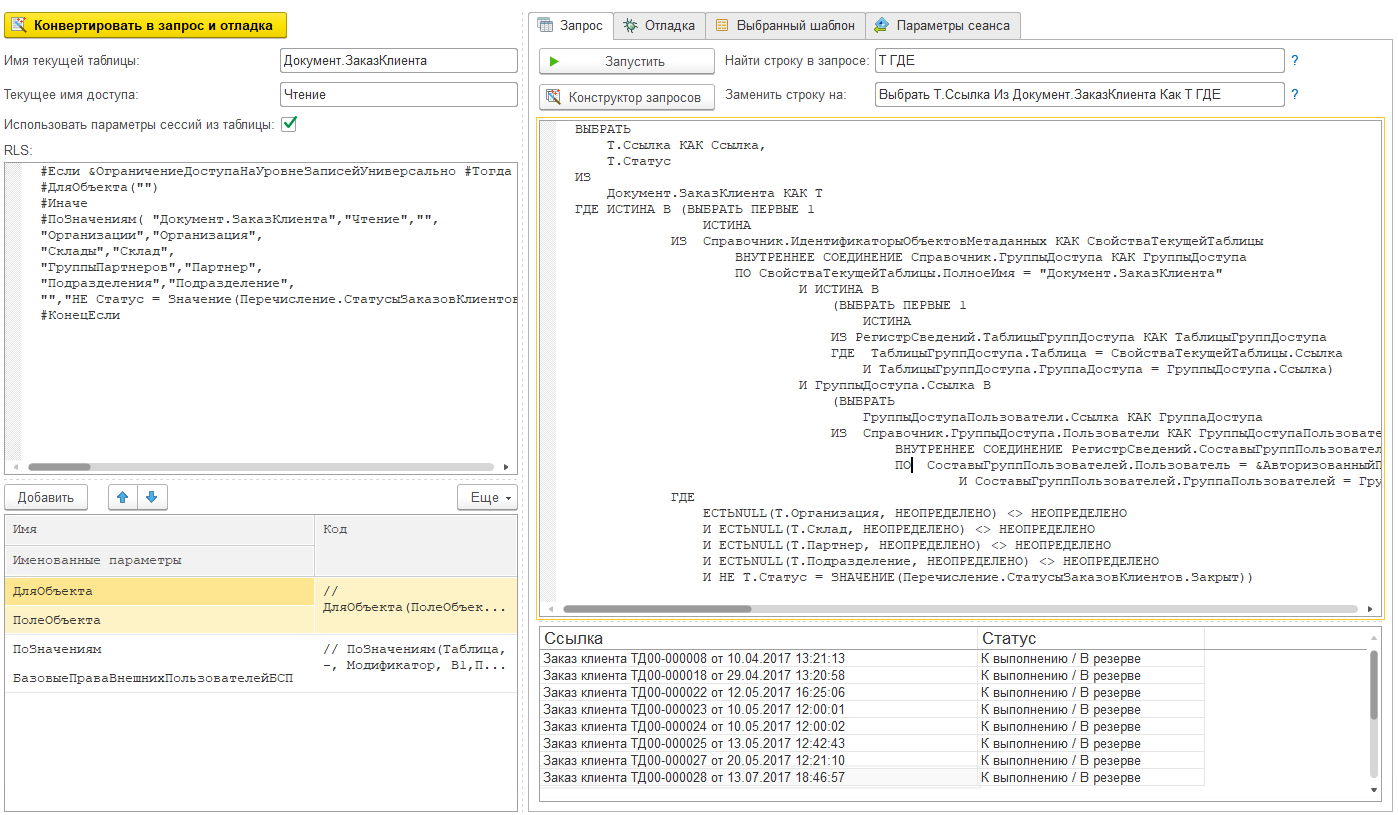 Конвертировать в запрос и отладка
Имя текущей таблицы:
Документ.ЗаказКлиента
Текущее имя доступа:
Чтение
Использовать параметры сессий из таблицы:
RLS:
#Если &ОграничениеДоступаНаУровнеЗаписейУниверсально #Тогда
#ДляОбъекта("")
#Иначе
#ПоЗначениям( "Документ.ЗаказКлиента","Чтение","",
"Организации","Организация",
"Склады","Склад",
"ГруппыПартнеров","Партнер",
"Подразделения","Подразделение",
"","НЕ Статус = Значение(Перечисление.СтатусыЗаказовКлиентов
#КонецЕсли
Добавить
Еще
Имя
Код
Именованные параметры
ДляОбъекта
//
ДляОбъекта(ПолеОбъек...
ПолеОбъекта
ПоЗначениям
// ПоЗначениям(Таблица,
-, Модификатор, В1,П...
БазовыеПраваВнешнихПользователейБСП
Запрос
Отладка
Выбранный шаблон
Параметры сеанса
Запустить
Найти строку в запросе:
Т ГДЕ
?
Конструктор запросов
Заменить строку на:
Выбрать Т.Ссылка Из Документ.ЗаказКлиента Как Т ГДЕ
?
ВЫБРАТЬ
Т.Ссылка КАК Ссылка,
Т.Статус
ИЗ
Документ.ЗаказКлиента КАК Т
ГДЕ ИСТИНА В (ВЫБРАТЬ ПЕРВЫЕ 1
ИСТИНА
ИЗ Справочник.ИдентификаторыОбъектовМетаданных КАК СвойстваТекущейТаблицы
ВНУТРЕННЕЕ СОЕДИНЕНИЕ Справочник.ГруппыДоступа КАК ГруппыДоступа
ПО СвойстваТекущейТаблицы.ПолноеИмя = "Документ.ЗаказКлиента"
И ИСТИНА В
(ВЫБРАТЬ ПЕРВЫЕ 1
ИСТИНА
ИЗ РегистрСведений.ТаблицыГруппДоступа КАК ТаблицыГруппДоступа
ГДЕ ТаблицыГруппДоступа.Таблица = СвойстваТекущейТаблицы.Ссылка
И ТаблицыГруппДоступа.ГруппаДоступа = ГруппыДоступа.Ссылка)
И ГруппыДоступа.Ссылка В
(ВЫБРАТЬ
ГруппыДоступаПользователи.Ссылка КАК ГруппаДоступа
ИЗ Справочник.ГруппыДоступа.Пользователи КАК ГруппыДоступаПользовате
ВНУТРЕННЕЕ СОЕДИНЕНИЕ РегистрСведений.СоставыГруппПользовател
ПО СоставыГруппПользователей.Пользователь = &АвторизованныйП
И СоставыГруппПользователей.ГруппаПользователей = Гру
ГДЕ
ЕСТЬNULL(Т.Организация, НЕОПРЕДЕЛЕНО) <> НЕОПРЕДЕЛЕНО
И ЕСТЬNULL(Т.Склад, НЕОПРЕДЕЛЕНО) <> НЕОПРЕДЕЛЕНО
И ЕСТЬNULL(Т.Партнер, НЕОПРЕДЕЛЕНО) <> НЕОПРЕДЕЛЕНО
И ЕСТЬNULL(Т.Подразделение, НЕОПРЕДЕЛЕНО) <> НЕОПРЕДЕЛЕНО
И НЕ Т.Статус = ЗНАЧЕНИЕ(Перечисление.СтатусыЗаказовКлиентов.Закрыт))
Ссылка Статус
Заказ клиента ТД00-000008 от 10.04.2017 13:21:13 К выполнению / В резерве
Заказ клиента ТД00-000018 от 29.04.2017 13:20:58 К выполнению / В резерве
Заказ клиента ТД00-000022 от 12.05.2017 16:25:06 К выполнению / В резерве
Заказ клиента ТД00-000023 от 10.05.2017 12:00:01 К выполнению / В резерве
Заказ клиента ТД00-000024 от 10.05.2017 12:00:02 К выполнению / В резерве
Заказ клиента ТД00-000025 от 13.05.2017 12:42:43 К выполнению / В резерве
Заказ клиента ТД00-000027 от 20.05.2017 12:21:10 К выполнению / В резерве
Заказ клиента ТД00-000028 от 13.07.2017 18:46:57 К выполнению / В резерве